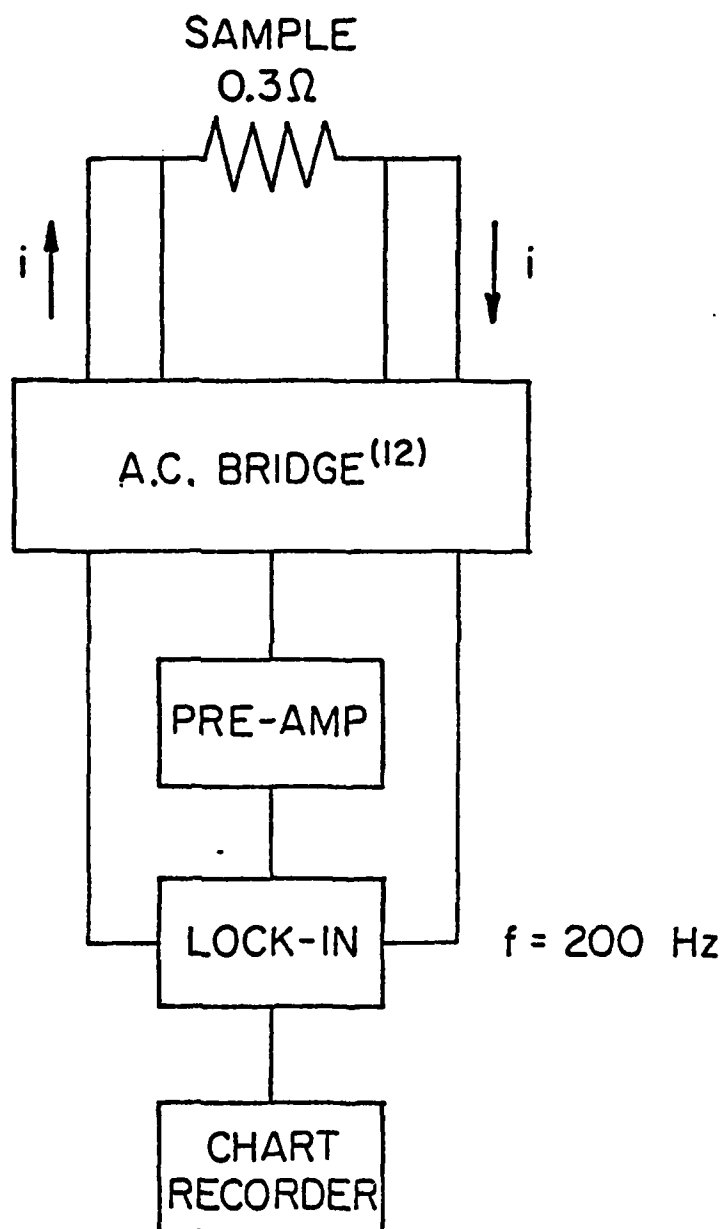 SAMPLE
0.3Ω
i
i
A.C. BRIDGE(12)
PRE-AMP
LOCK-IN
f = 200 Hz
CHART
RECORDER